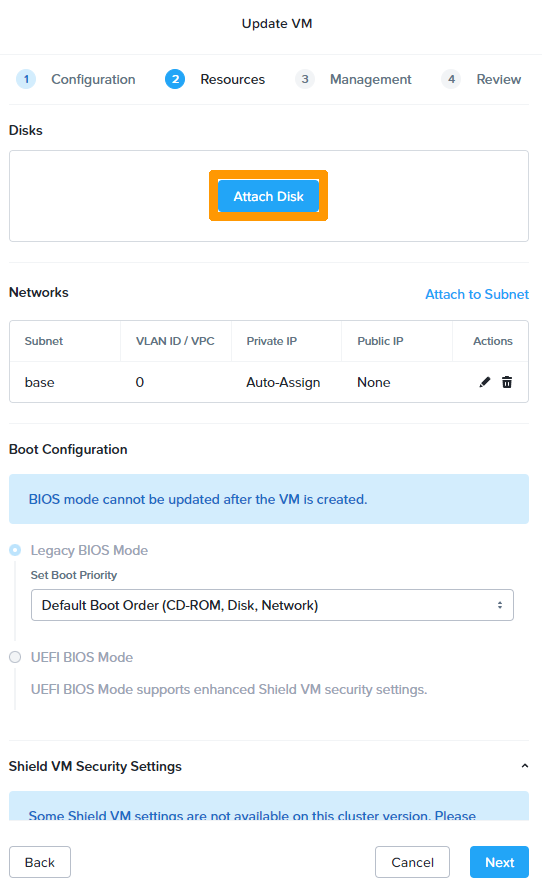 Update VM
1 Configuration 2 Resources 3 Management 4 Review
Disks
Attach Disk
Networks Attach to Subnet
Subnet VLAN ID / VPC Private IP Public IP Actions
base 0 Auto-Assign None
Boot Configuration
BIOS mode cannot be updated after the VM is created.
Legacy BIOS Mode
Set Boot Priority
Default Boot Order (CD-ROM, Disk, Network)
UEFI BIOS Mode
UEFI BIOS Mode supports enhanced Shield VM security settings.
Shield VM Security Settings
Some Shield VM settings are not available on this cluster version. Please
Back Cancel Next